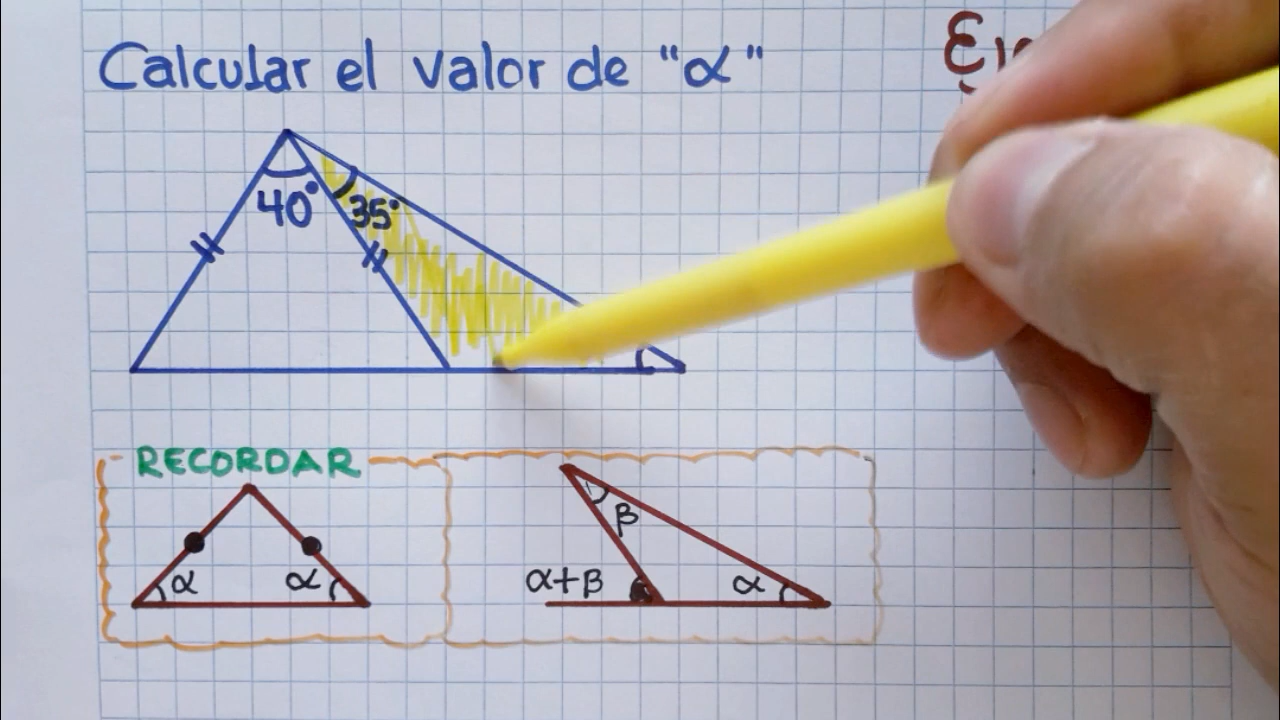 Calcular el valor de "α"
40°
35°
RECORDAR
α
α
β
α+β
α